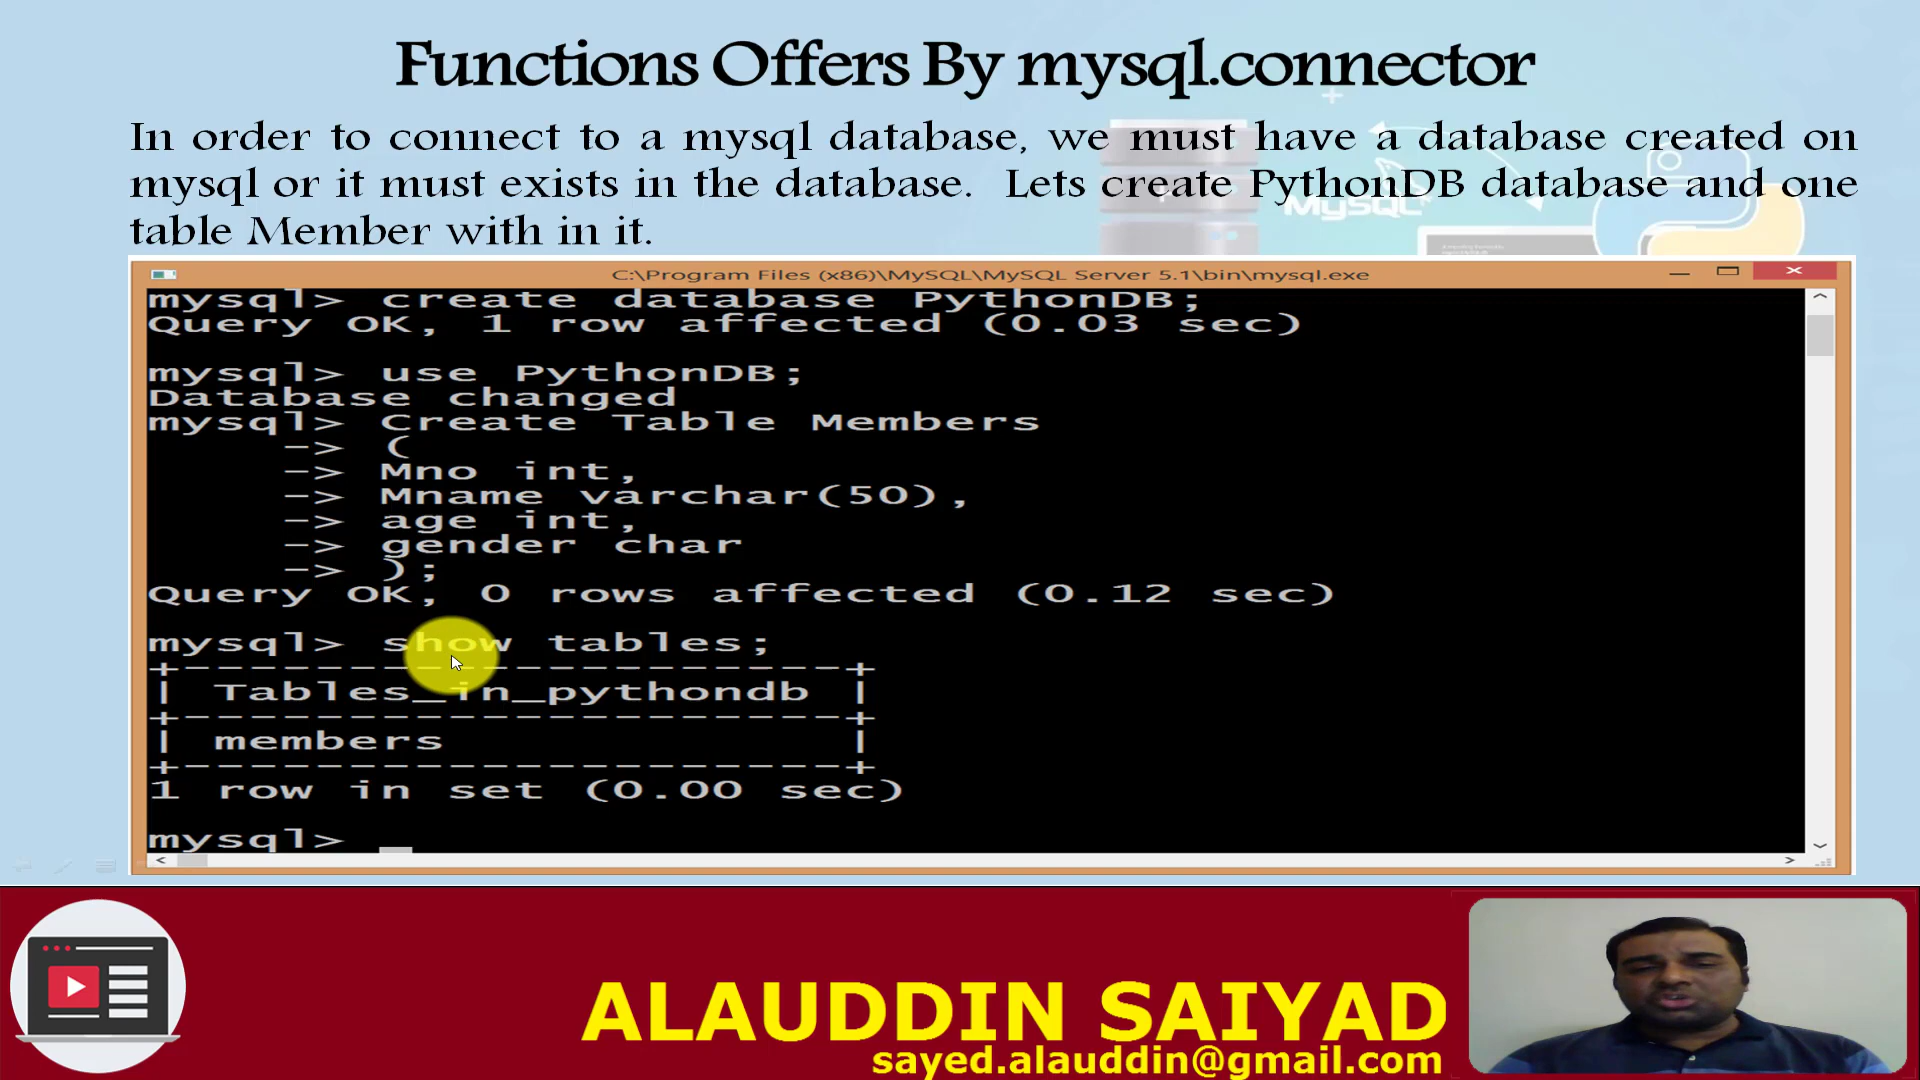 Functions Offers By mysql.connector
In order to connect to a mysql database, we must have a database created on
mysql or it must exists in the database. Lets create PythonDB database and one
table Member with in it.
MySQL
C:\Program Files (x86)\MySQL\MySQL Server 5.1\bin\mysql.exe
mysql> create database PythonDB;
Query OK, 1 row affected (0.03 sec)
mysql> use PythonDB;
Database changed
mysql> Create Table Members
-> (
-> Mno int,
-> Mname varchar(50),
-> age int,
-> gender char
-> );
Query OK, 0 rows affected (0.12 sec)
mysql> show tables;
+--------------------+
| Tables_in_pythondb |
+--------------------+
| members |
+--------------------+
1 row in set (0.00 sec)
mysql> _
ALAUDDIN SAIYAD
sayed.alauddin@gmail.com